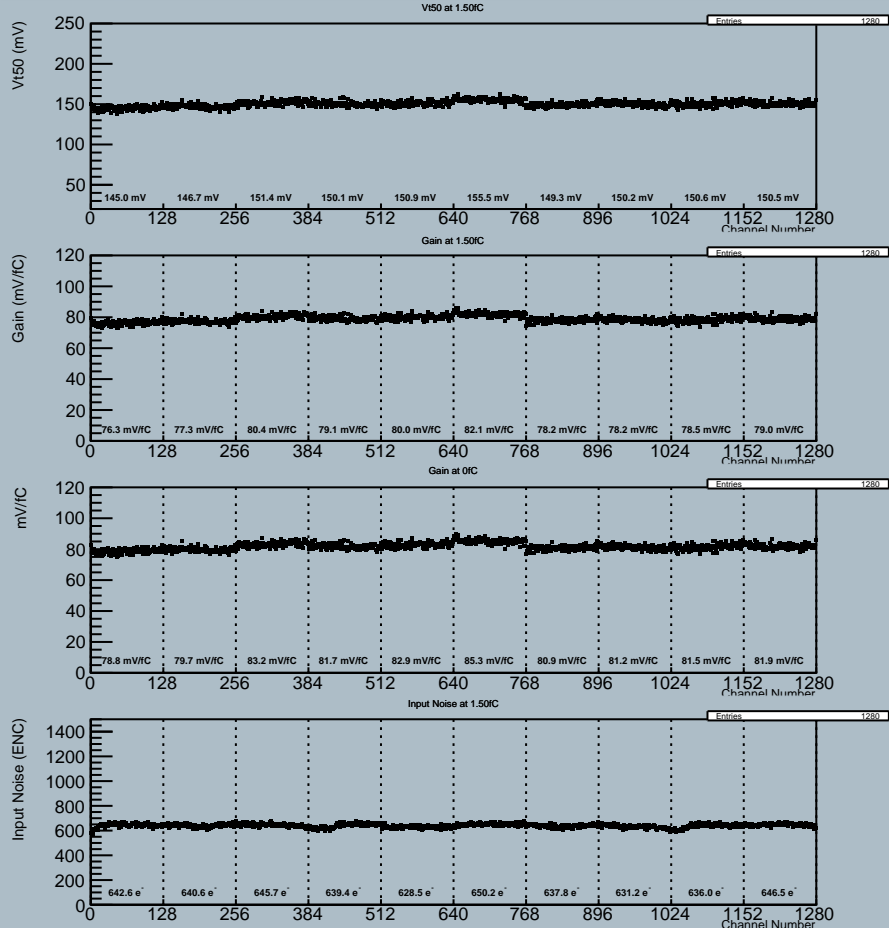 Vt50 at 1.50fC
Entries 1280
Vt50 (mV)
250
200
150
100
50
145.0 mV 146.7 mV 151.4 mV 150.1 mV 150.9 mV 155.5 mV 149.3 mV 150.2 mV 150.6 mV 150.5 mV
0 128 256 384 512 640 768 896 1024 1152 1280
Channel Number
Gain at 1.50fC
Entries 1280
Gain (mV/fC)
120
100
80
60
40
20
0
76.3 mV/fC 77.3 mV/fC 80.4 mV/fC 79.1 mV/fC 80.0 mV/fC 82.1 mV/fC 78.2 mV/fC 78.2 mV/fC 78.5 mV/fC 79.0 mV/fC
0 128 256 384 512 640 768 896 1024 1152 1280
Channel Number
Gain at 0fC
Entries 1280
mV/fC
120
100
80
60
40
20
0
78.8 mV/fC 79.7 mV/fC 83.2 mV/fC 81.7 mV/fC 82.9 mV/fC 85.3 mV/fC 80.9 mV/fC 81.2 mV/fC 81.5 mV/fC 81.9 mV/fC
0 128 256 384 512 640 768 896 1024 1152 1280
Channel Number
Input Noise at 1.50fC
Entries 1280
Input Noise (ENC)
1400
1200
1000
800
600
400
200
0
642.6 e⁻ 640.6 e⁻ 645.7 e⁻ 639.4 e⁻ 628.5 e⁻ 650.2 e⁻ 637.8 e⁻ 631.2 e⁻ 636.0 e⁻ 646.5 e⁻
0 128 256 384 512 640 768 896 1024 1152 1280
Channel Number